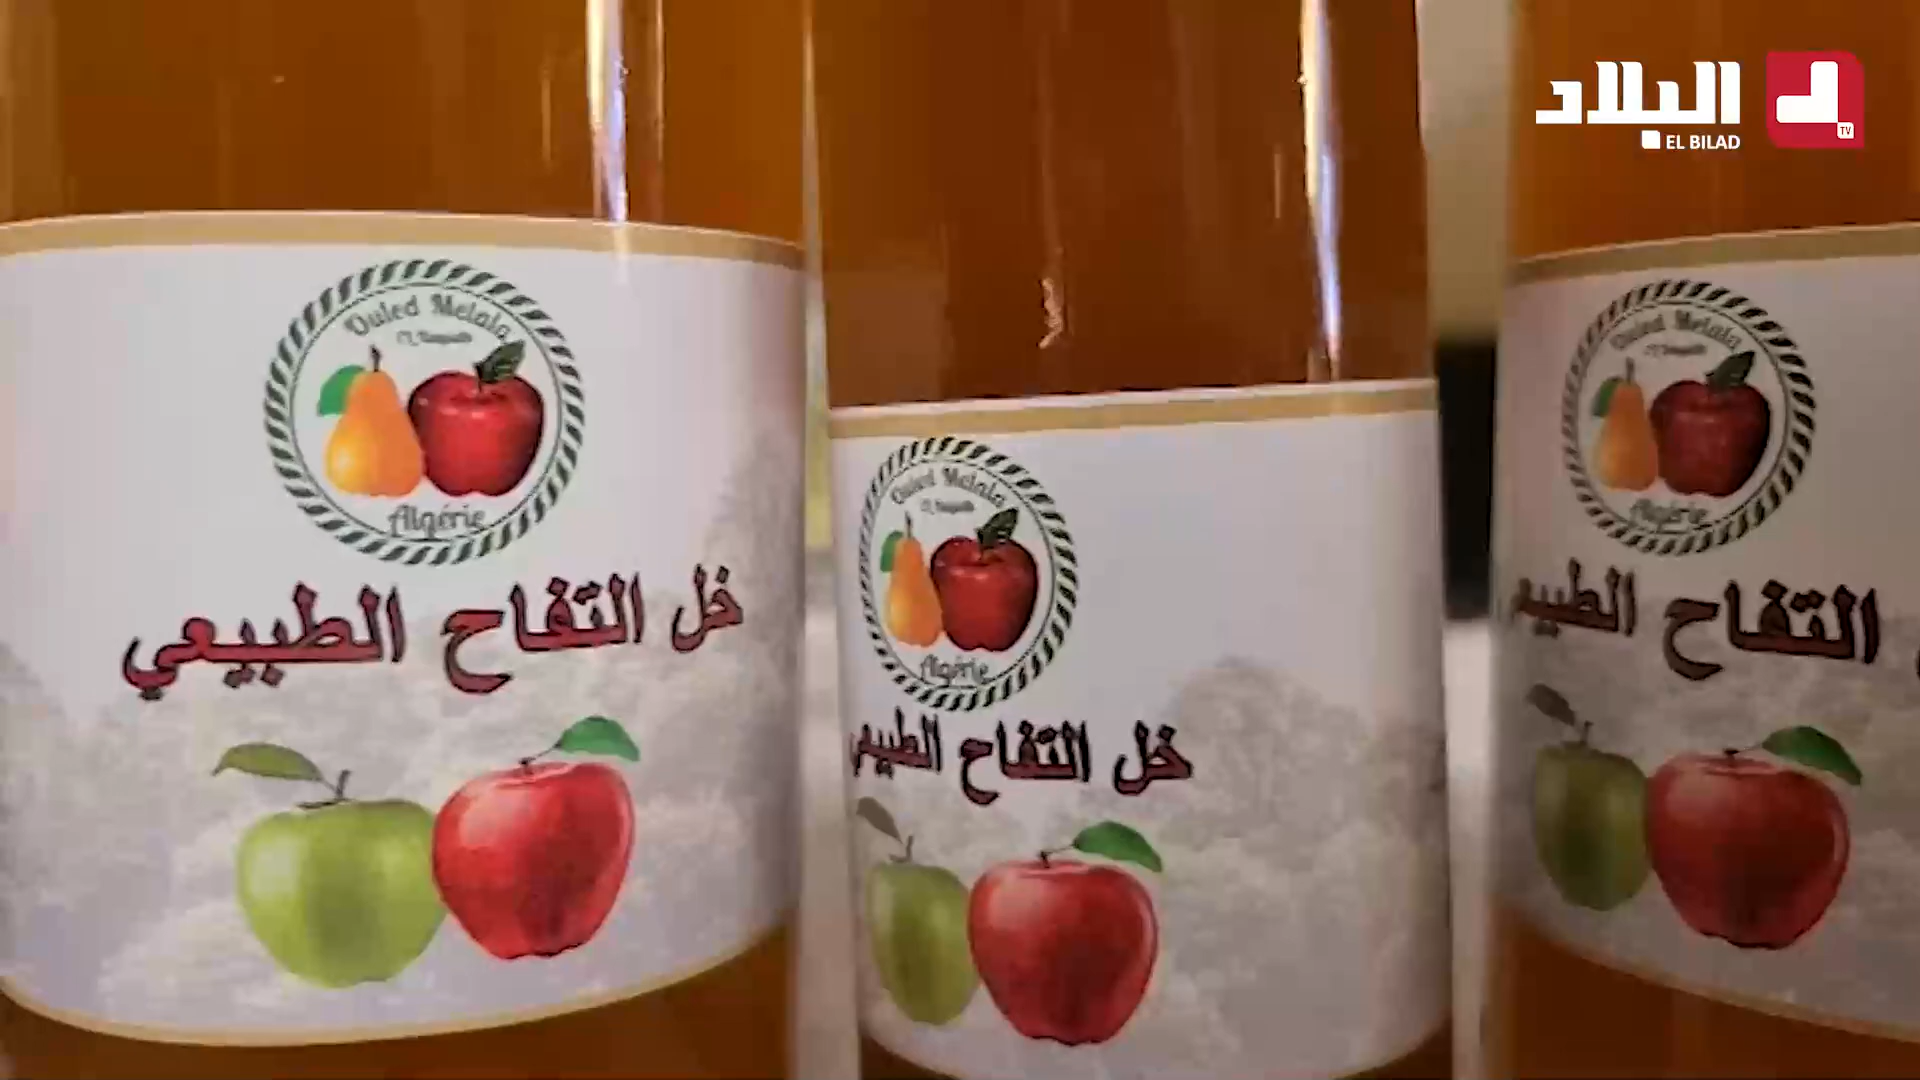 البلاد
EL BILAD
TV
Ouled Melala
Algérie
خل التفاح الطبيعي
Ouled Melala
Algérie
خل التفاح الطبيعي
Ouled Melala
Algérie
التفاح الطبيع